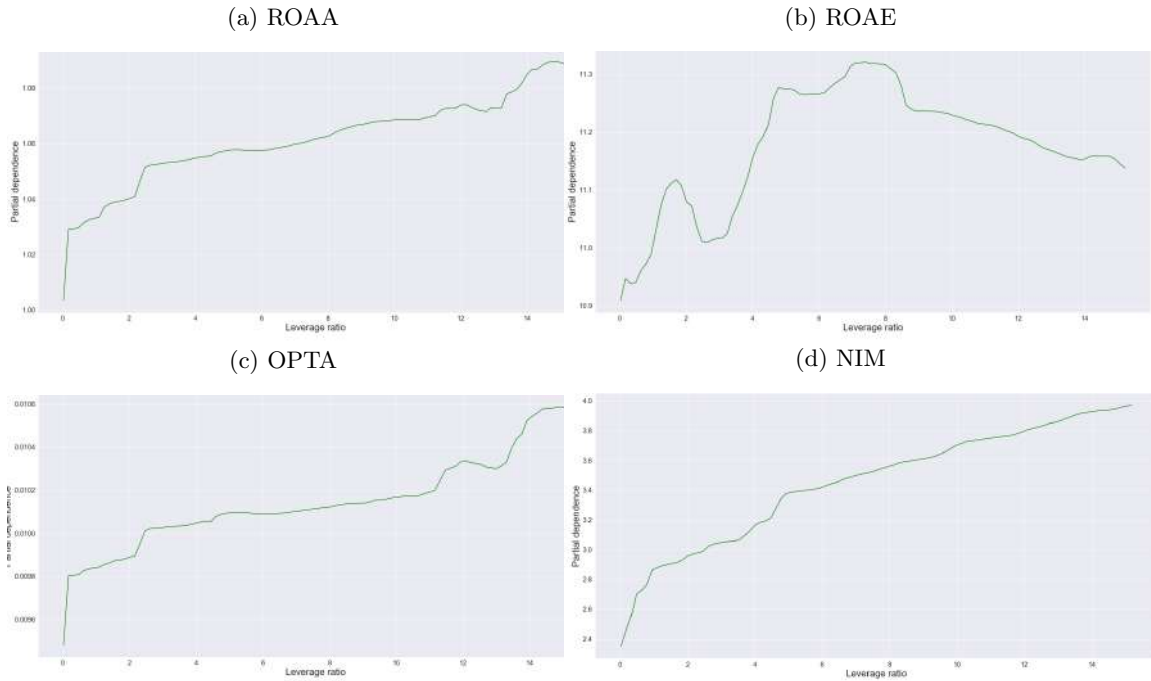 (a) ROAA
(b) ROAE
1.08
1.06
1.04
1.02
1.00
Partial dependence
0 2 4 6 8 10 12 14
Leverage ratio
11.3
11.2
11.1
11.0
10.9
Partial dependence
0 2 4 6 8 10 12 14
Leverage ratio
(c) OPTA
(d) NIM
0.0106
0.0104
0.0102
0.0100
0.0098
0.0096
0 2 4 6 8 10 12 14
Leverage ratio
4.0
3.8
3.6
3.4
3.2
3.0
2.8
2.6
2.4
Partial dependence
0 2 4 6 8 10 12 14
Leverage ratio